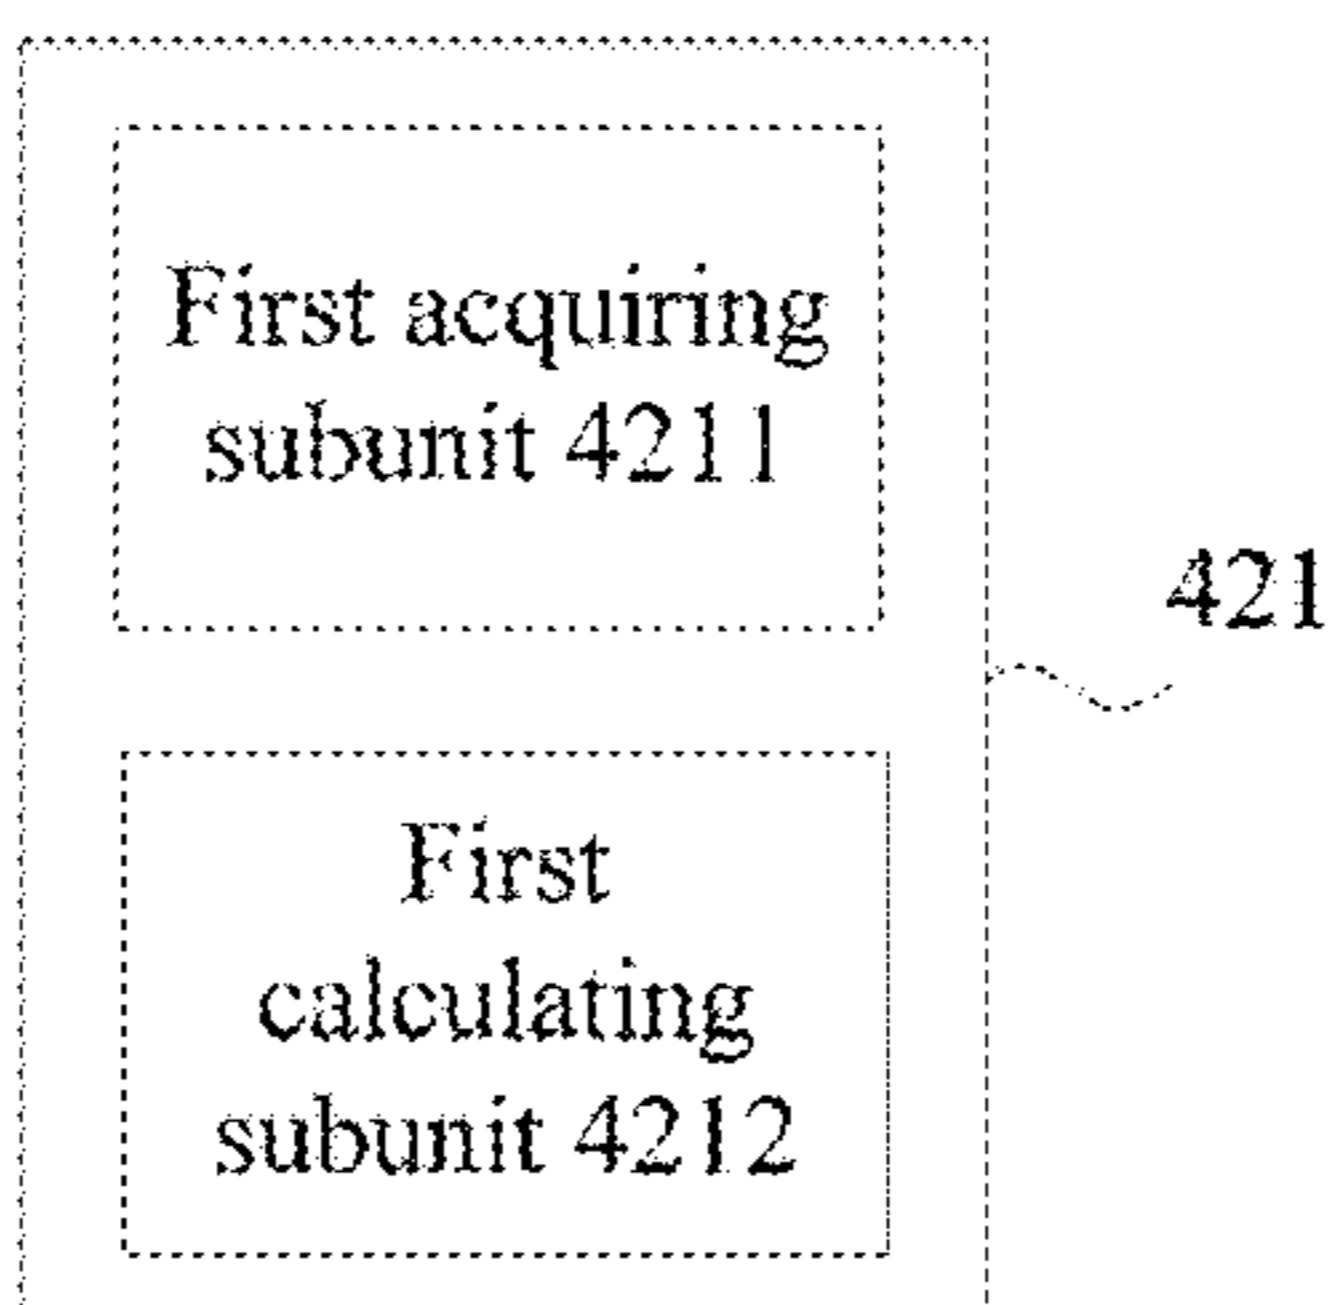 First acquiring
subunit 4211
421
First
calculating
subunit 4212